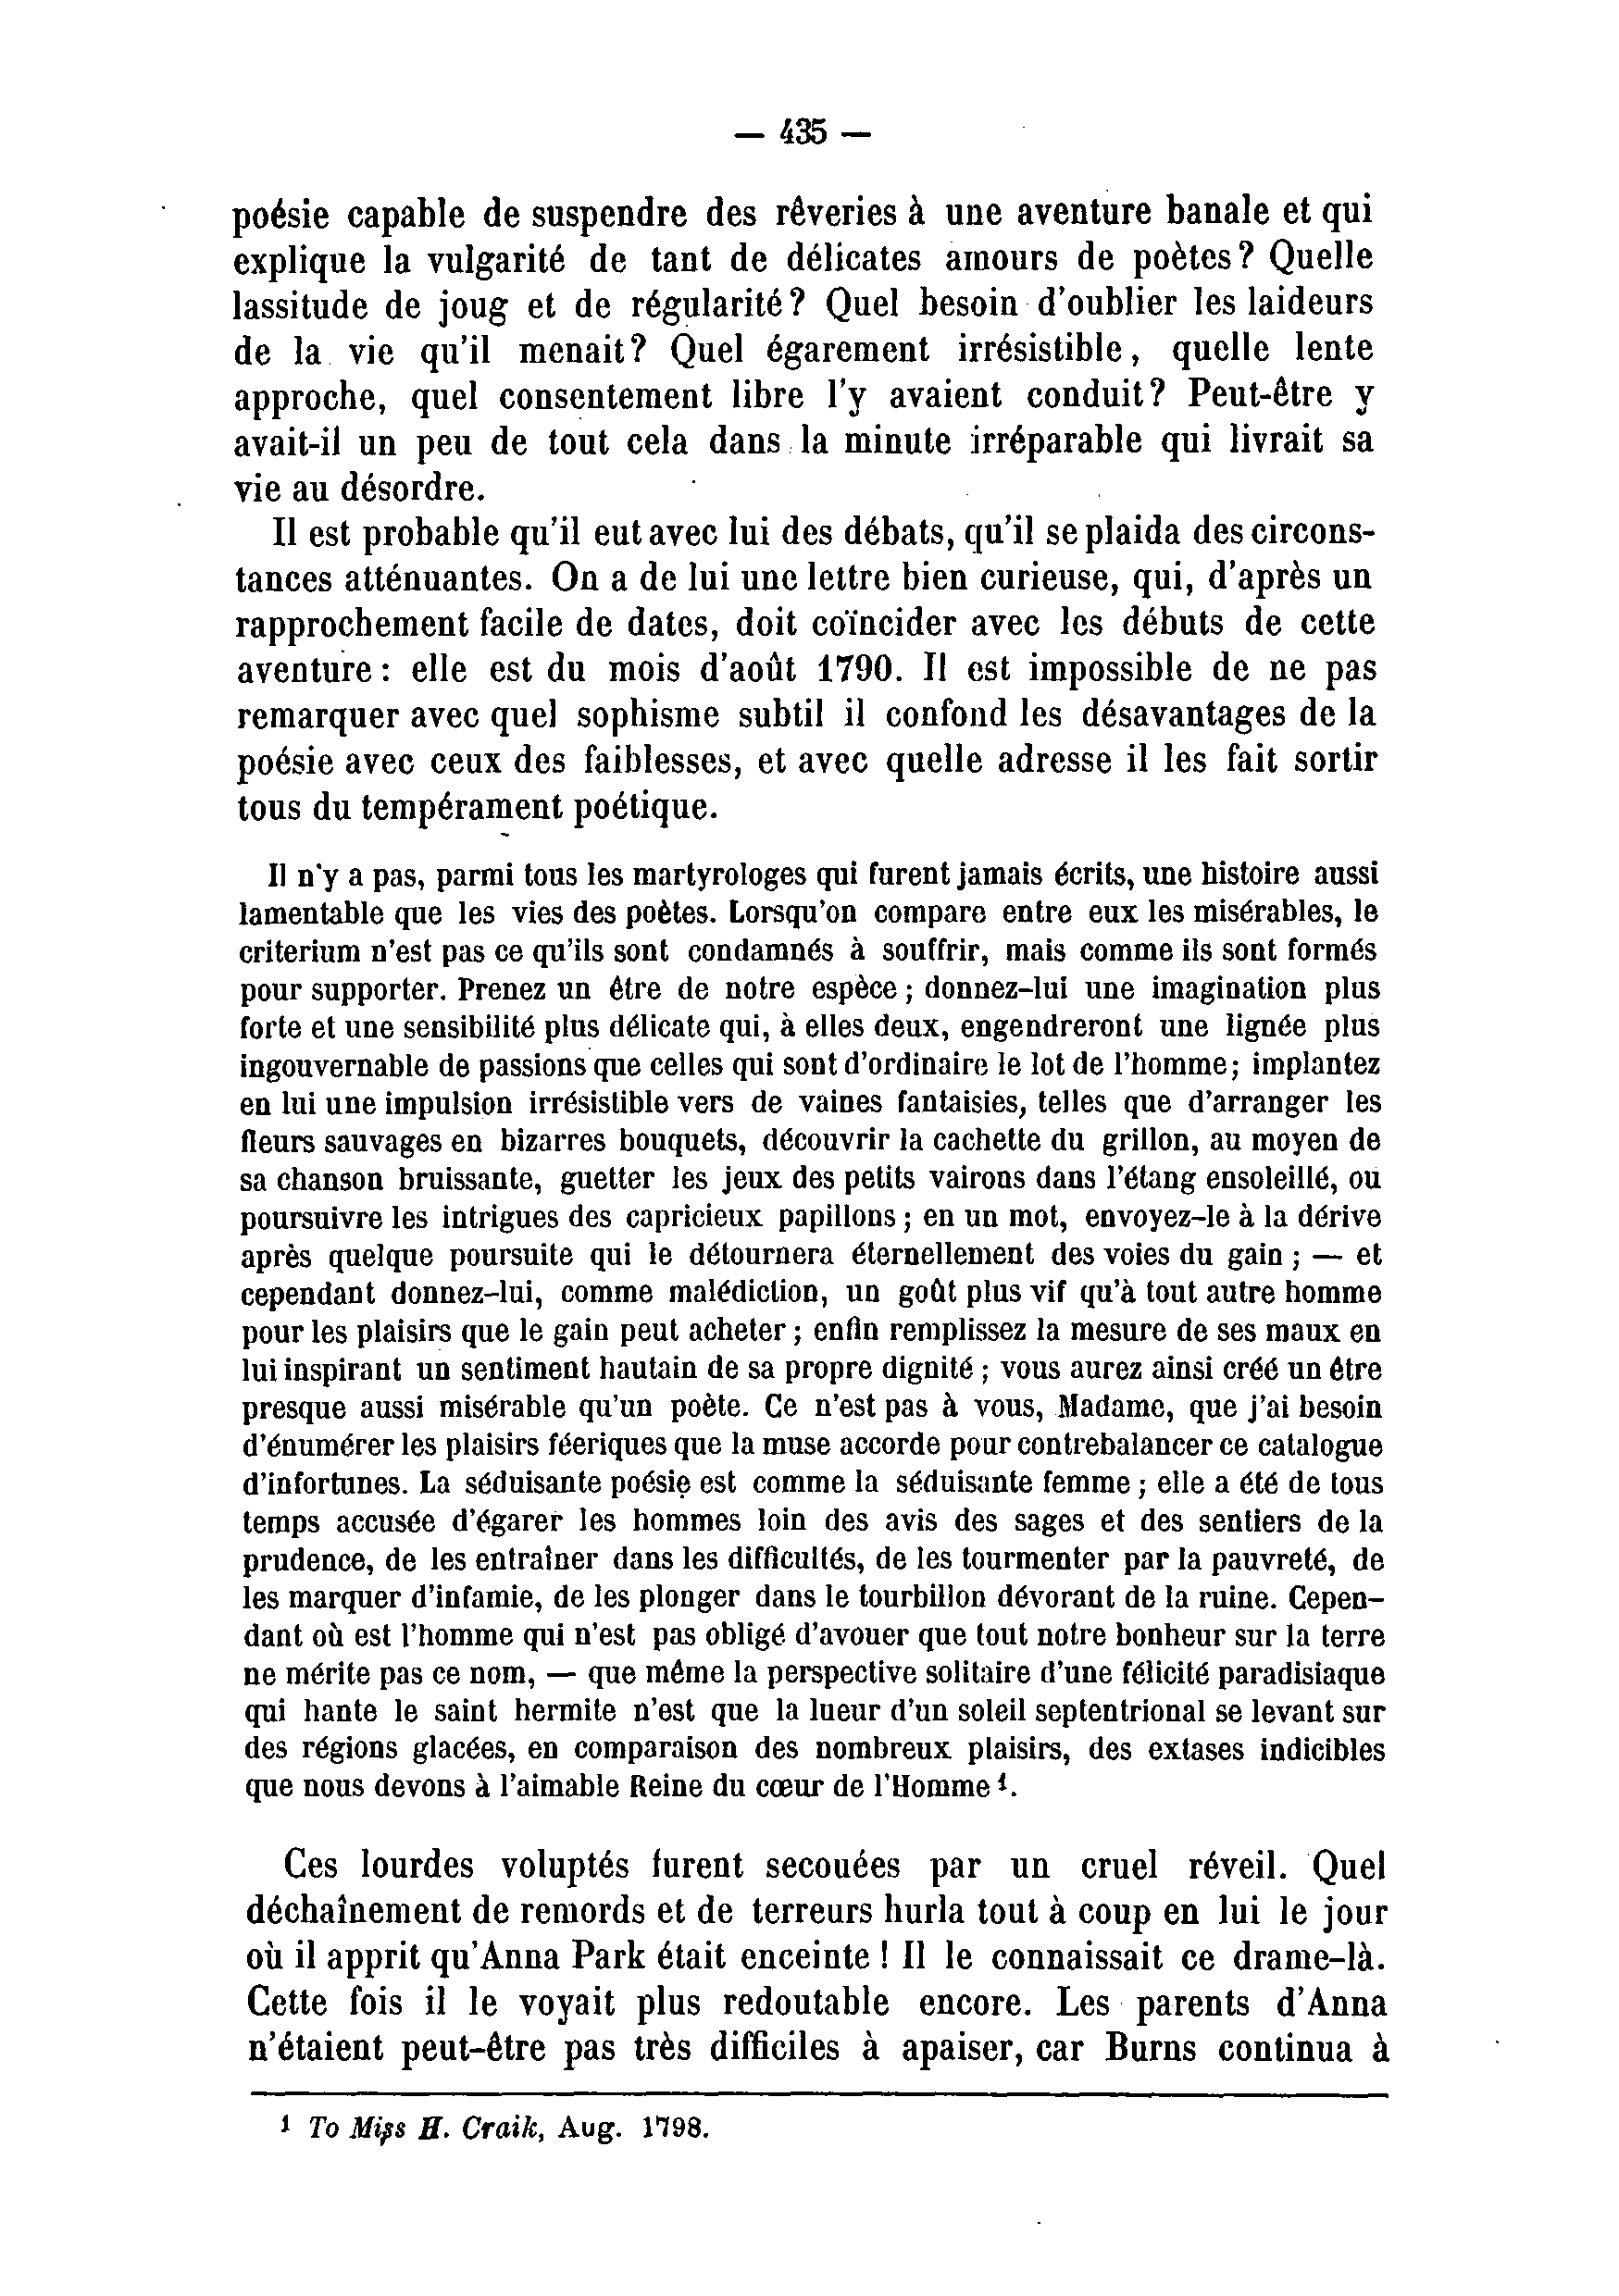 — 435 —
poésie capable de suspendre des rêveries à une aventure banale et qui
explique la vulgarité de tant de délicates amours de poètes? Quelle
lassitude de joug et de régularité? Quel besoin d'oublier les laideurs
de la vie qu'il menait? Quel égarement irrésistible, quelle lente
approche, quel consentement libre l'y avaient conduit? Peut-être y
avait-il un peu de tout cela dans la minute irréparable qui livrait sa
vie au désordre.
Il est probable qu'il eut avec lui des débats, qu'il se plaida des circons-
tances atténuantes. On a de lui une lettre bien curieuse, qui, d'après un
rapprochement facile de dates, doit coïncider avec les débuts de cette
aventure : elle est du mois d'août 1790. Il est impossible de ne pas
remarquer avec quel sophisme subtil il confond les désavantages de la
poésie avec ceux des faiblesses, et avec quelle adresse il les fait sortir
tous du tempérament poétique.
Il n'y a pas, parmi tous les martyrologes qui furent jamais écrits, une histoire aussi
lamentable que les vies des poètes. Lorsqu'on compare entre eux les misérables, le
criterium n'est pas ce qu'ils sont condamnés à souffrir, mais comme ils sont formés
pour supporter. Prenez un être de notre espèce ; donnez-lui une imagination plus
forte et une sensibilité plus délicate qui, à elles deux, engendreront une lignée plus
ingouvernable de passions que celles qui sont d'ordinaire le lot de l'homme; implantez
en lui une impulsion irrésistible vers de vaines fantaisies, telles que d'arranger les
fleurs sauvages en bizarres bouquets, découvrir la cachette du grillon, au moyen de
sa chanson bruissante, guetter les jeux des petits vairons dans l'étang ensoleillé, ou
poursuivre les intrigues des capricieux papillons ; en un mot, envoyez-le à la dérive
après quelque poursuite qui le détournera éternellement des voies du gain ; — et
cependant donnez-lui, comme malédiction, un goût plus vif qu'à tout autre homme
pour les plaisirs que le gain peut acheter ; enfin remplissez la mesure de ses maux en
lui inspirant un sentiment hautain de sa propre dignité ; vous aurez ainsi créé un être
presque aussi misérable qu'un poète. Ce n'est pas à vous, Madame, que j'ai besoin
d'énumérer les plaisirs féeriques que la muse accorde pour contrebalancer ce catalogue
d'infortunes. La séduisante poésie est comme la séduisante femme ; elle a été de tous
temps accusée d'égarer les hommes loin des avis des sages et des sentiers de la
prudence, de les entraîner dans les difficultés, de les tourmenter par la pauvreté, de
les marquer d'infamie, de les plonger dans le tourbillon dévorant de la ruine. Cepen-
dant où est l'homme qui n'est pas obligé d'avouer que tout notre bonheur sur la terre
ne mérite pas ce nom, — que même la perspective solitaire d'une félicité paradisiaque
qui hante le saint hermite n'est que la lueur d'un soleil septentrional se levant sur
des régions glacées, en comparaison des nombreux plaisirs, des extases indicibles
que nous devons à l'aimable Reine du cœur de l'Homme ¹.
Ces lourdes voluptés furent secouées par un cruel réveil. Quel
déchaînement de remords et de terreurs hurla tout à coup en lui le jour
où il apprit qu'Anna Park était enceinte ! Il le connaissait ce drame-là.
Cette fois il le voyait plus redoutable encore. Les parents d'Anna
n'étaient peut-être pas très difficiles à apaiser, car Burns continua à
¹ To Miss H. Craik, Aug. 1798.